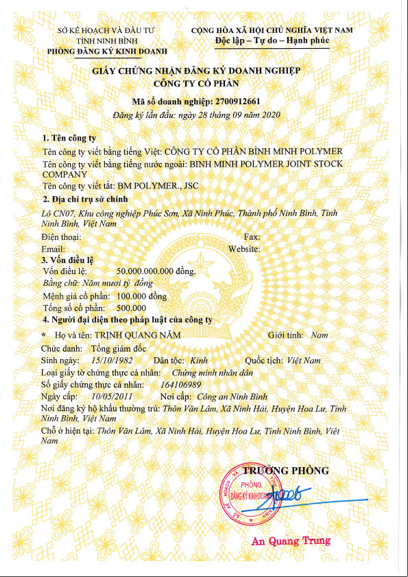 SỞ KẾ HOẠCH VÀ ĐẦU TƯ
TỈNH NINH BÌNH
PHÒNG ĐĂNG KÝ KINH DOANH
CỘNG HÒA XÃ HỘI CHỦ NGHĨA VIỆT NAM
Độc lập – Tự do – Hạnh phúc
GIẤY CHỨNG NHẬN ĐĂNG KÝ DOANH NGHIỆP
CÔNG TY CỔ PHẦN
Mã số doanh nghiệp: 2700912661
Đăng ký lần đầu: ngày 28 tháng 09 năm 2020
1. Tên công ty
Tên công ty viết bằng tiếng Việt: CÔNG TY CỔ PHẦN BÌNH MINH POLYMER
Tên công ty viết bằng tiếng nước ngoài: BINH MINH POLYMER JOINT STOCK
COMPANY
Tên công ty viết tắt: BM POLYMER., JSC
2. Địa chỉ trụ sở chính
Lô CN07, Khu công nghiệp Phúc Sơn, Xã Ninh Phúc, Thành phố Ninh Bình, Tỉnh
Ninh Bình, Việt Nam
Điện thoại: Fax:
Email: Website:
3. Vốn điều lệ
Vốn điều lệ: 50.000.000.000 đồng.
Bằng chữ: Năm mươi tỷ đồng
Mệnh giá cổ phần: 100.000 đồng
Tổng số cổ phần: 500.000
4. Người đại diện theo pháp luật của công ty
* Họ và tên: TRỊNH QUANG NĂM Giới tính: Nam
Chức danh: Tổng giám đốc
Sinh ngày: 15/10/1982 Dân tộc: Kinh Quốc tịch: Việt Nam
Loại giấy tờ chứng thực cá nhân: Chứng minh nhân dân
Số giấy chứng thực cá nhân: 164106989
Ngày cấp: 10/05/2011 Nơi cấp: Công an Ninh Bình
Nơi đăng ký hộ khẩu thường trú: Thôn Văn Lâm, Xã Ninh Hải, Huyện Hoa Lư, Tỉnh
Ninh Bình, Việt Nam
Chỗ ở hiện tại: Thôn Văn Lâm, Xã Ninh Hải, Huyện Hoa Lư, Tỉnh Ninh Bình, Việt
Nam
TRƯỞNG PHÒNG
PHÒNG
ĐĂNG KÝ KINH DOANH
An Quang Trung